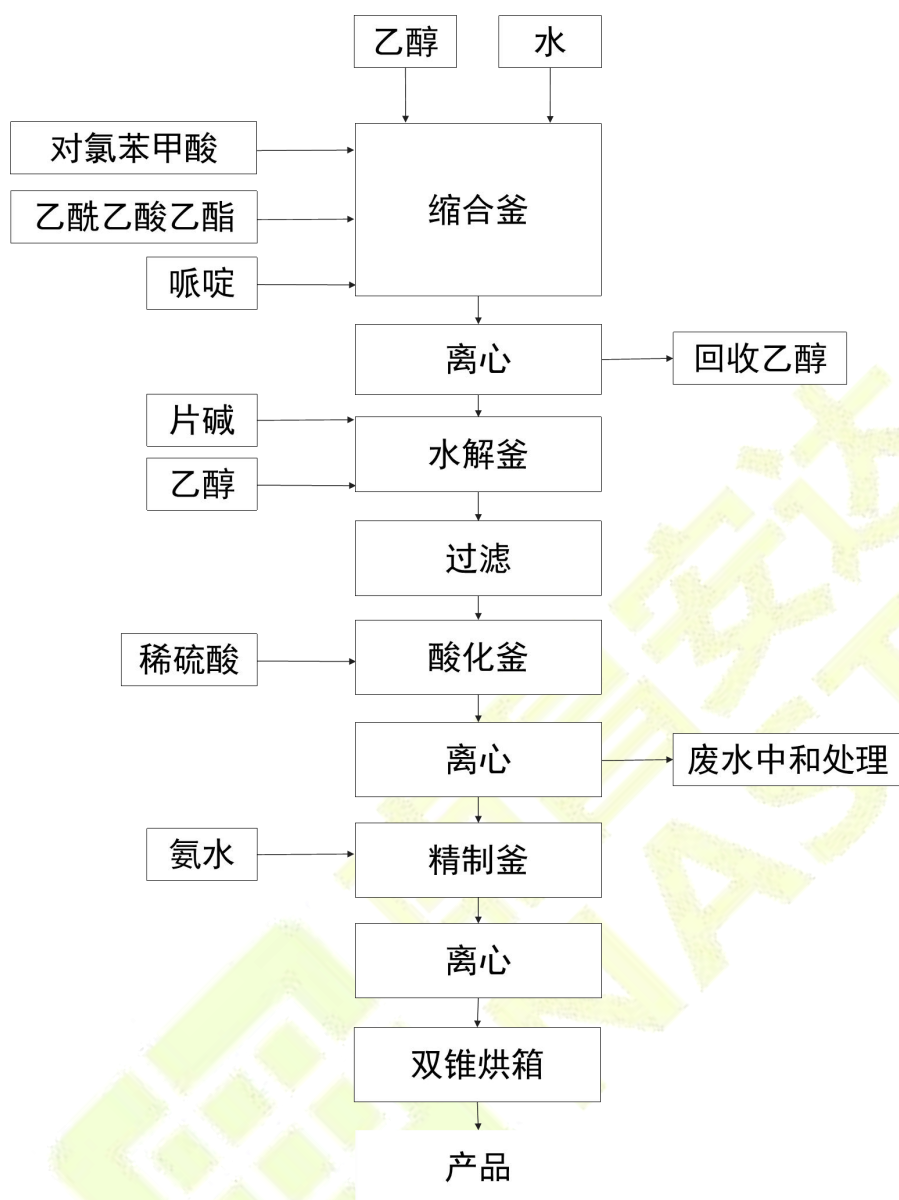 乙醇
水
对氯苯甲酸
乙酰乙酸乙酯
哌啶
缩合釜
离心
回收乙醇
片碱
乙醇
水解釜
过滤
稀硫酸
酸化釜
离心
废水中和处理
氨水
精制釜
离心
双锥烘箱
产品